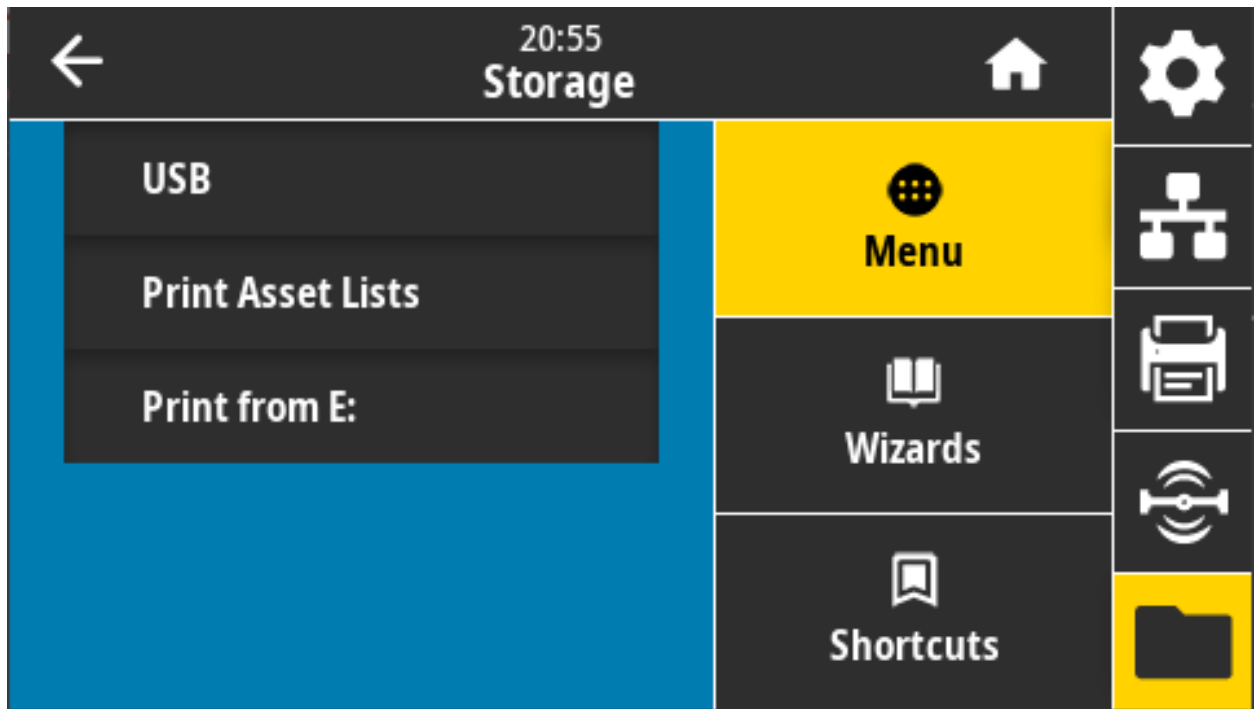 20:55
Storage
USB
Print Asset Lists
Print from E:
Menu
Wizards
Shortcuts